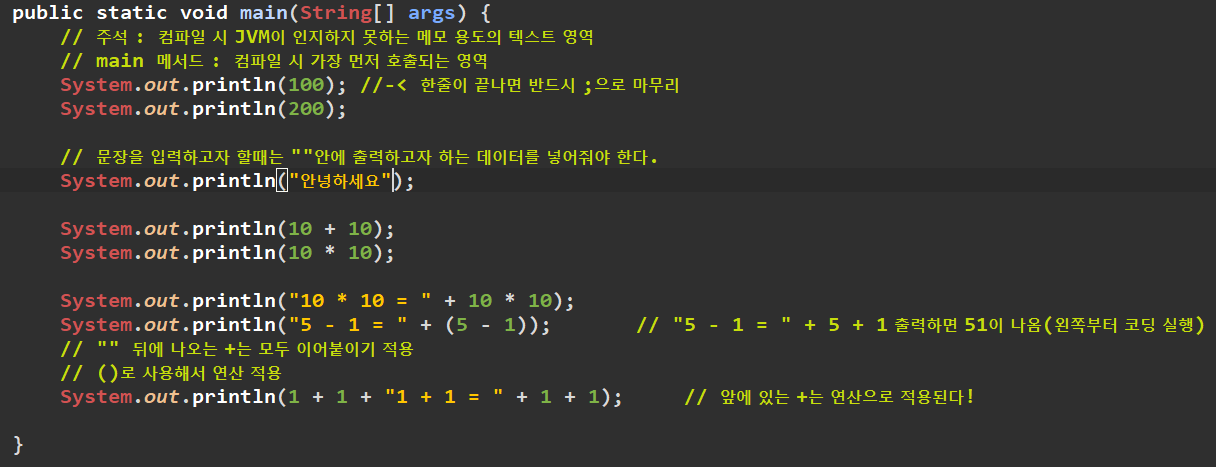 public static void main(String[] args) {
// 주석 : 컴파일 시 JVM이 인지하지 못하는 메모 용도의 텍스트 영역
// main 메서드 : 컴파일 시 가장 먼저 호출되는 영역
System.out.println(100); //-< 한줄이 끝나면 반드시 ;으로 마무리
System.out.println(200);
// 문장을 입력하고자 할때는 ""안에 출력하고자 하는 데이터를 넣어줘야 한다.
System.out.println("안녕하세요");
System.out.println(10 + 10);
System.out.println(10 * 10);
System.out.println("10 * 10 = " + 10 * 10);
System.out.println("5 - 1 = " + (5 - 1)); // "5 - 1 = " + 5 + 1 출력하면 51이 나옴(왼쪽부터 코딩 실행)
// "" 뒤에 나오는 +는 모두 이어붙이기 적용
// ()로 사용해서 연산 적용
System.out.println(1 + 1 + "1 + 1 = " + 1 + 1); // 앞에 있는 +는 연산으로 적용된다!
}